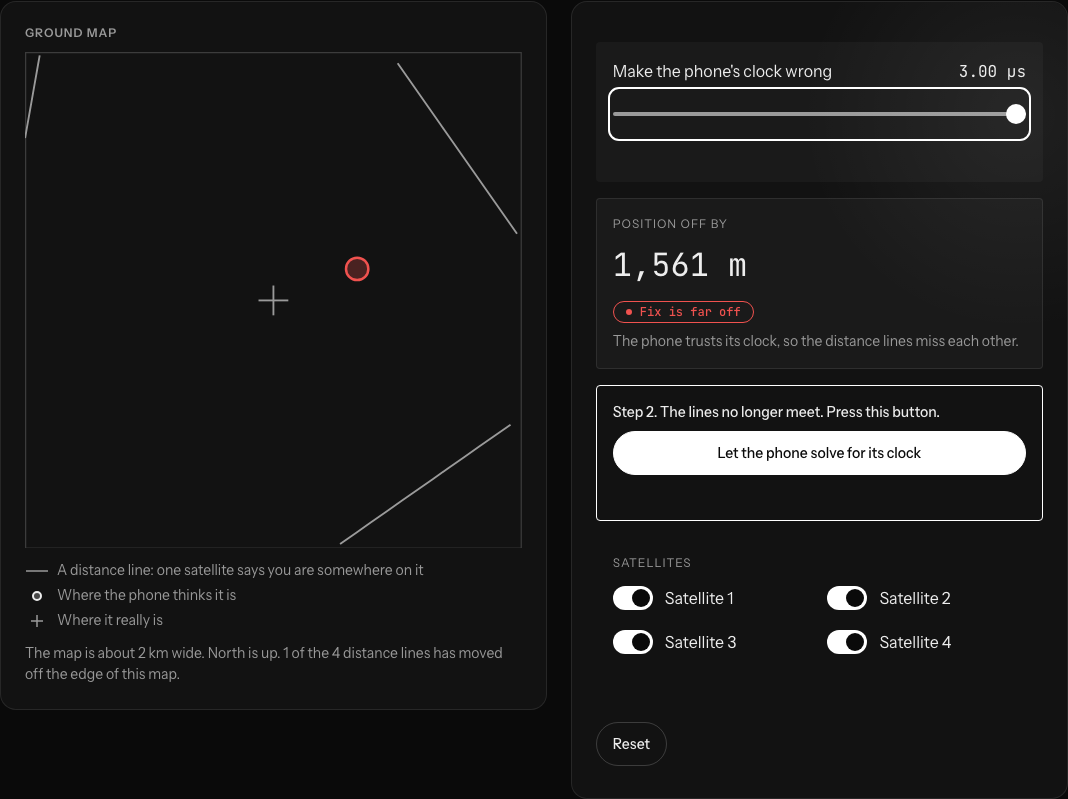 GROUND MAP
A distance line: one satellite says you are somewhere on it
Where the phone thinks it is
Where it really is
The map is about 2 km wide. North is up. 1 of the 4 distance lines has moved
off the edge of this map.
Make the phone's clock wrong 3.00 µs
POSITION OFF BY
1,561 m
Fix is far off
The phone trusts its clock, so the distance lines miss each other.
Step 2. The lines no longer meet. Press this button.
Let the phone solve for its clock
SATELLITES
Satellite 1 Satellite 2
Satellite 3 Satellite 4
Reset